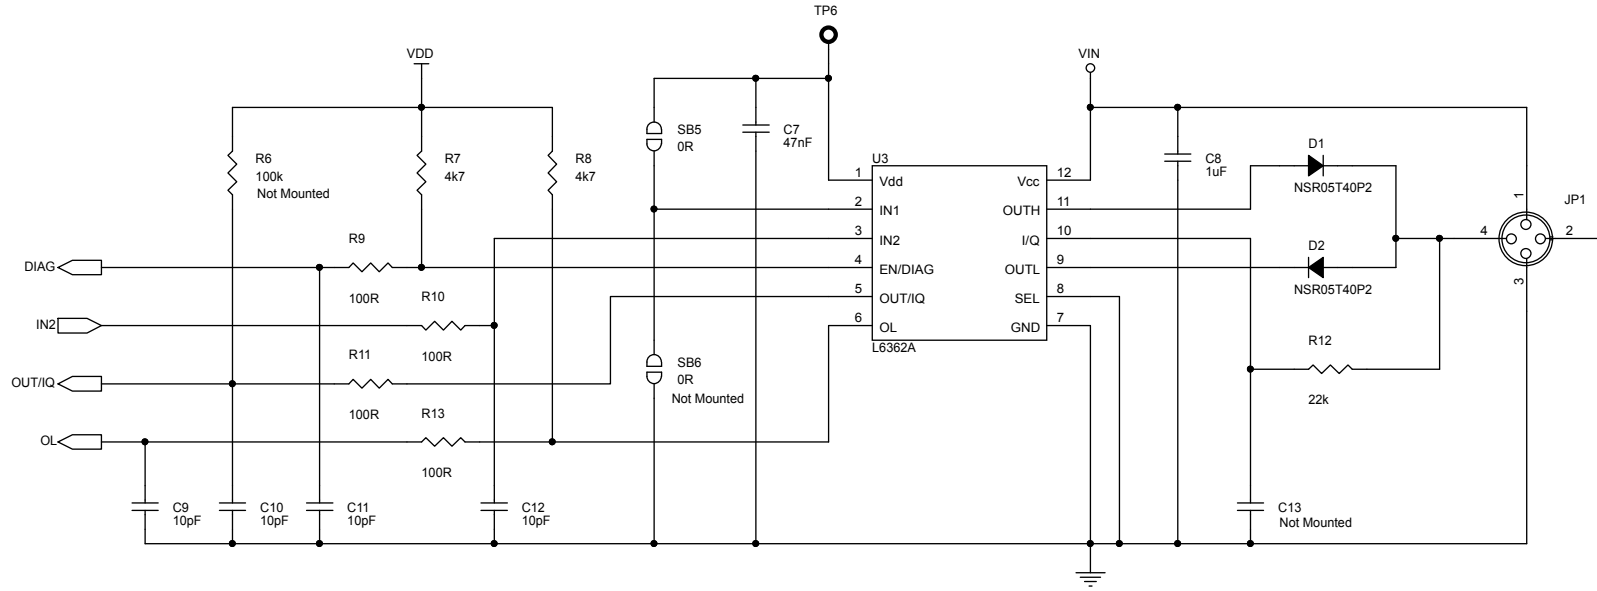 TP6
VDD
VIN
SB5
0R
C7
47nF
R6
100k
Not Mounted
R7
4k7
R8
4k7
U3
1
Vdd
2
IN1
3
IN2
4
EN/DIAG
5
OUT/IQ
6
OL
12
Vcc
11
OUTH
10
I/Q
9
OUTL
8
SEL
7
GND
L6362A
C8
1uF
D1
NSR05T40P2
D2
NSR05T40P2
JP1
1
4
2
3
R9
100R
DIAG
R10
100R
IN2
R11
100R
OUT/IQ
R13
100R
OL
SB6
0R
Not Mounted
R12
22k
C9
10pF
C10
10pF
C11
10pF
C12
10pF
C13
Not Mounted